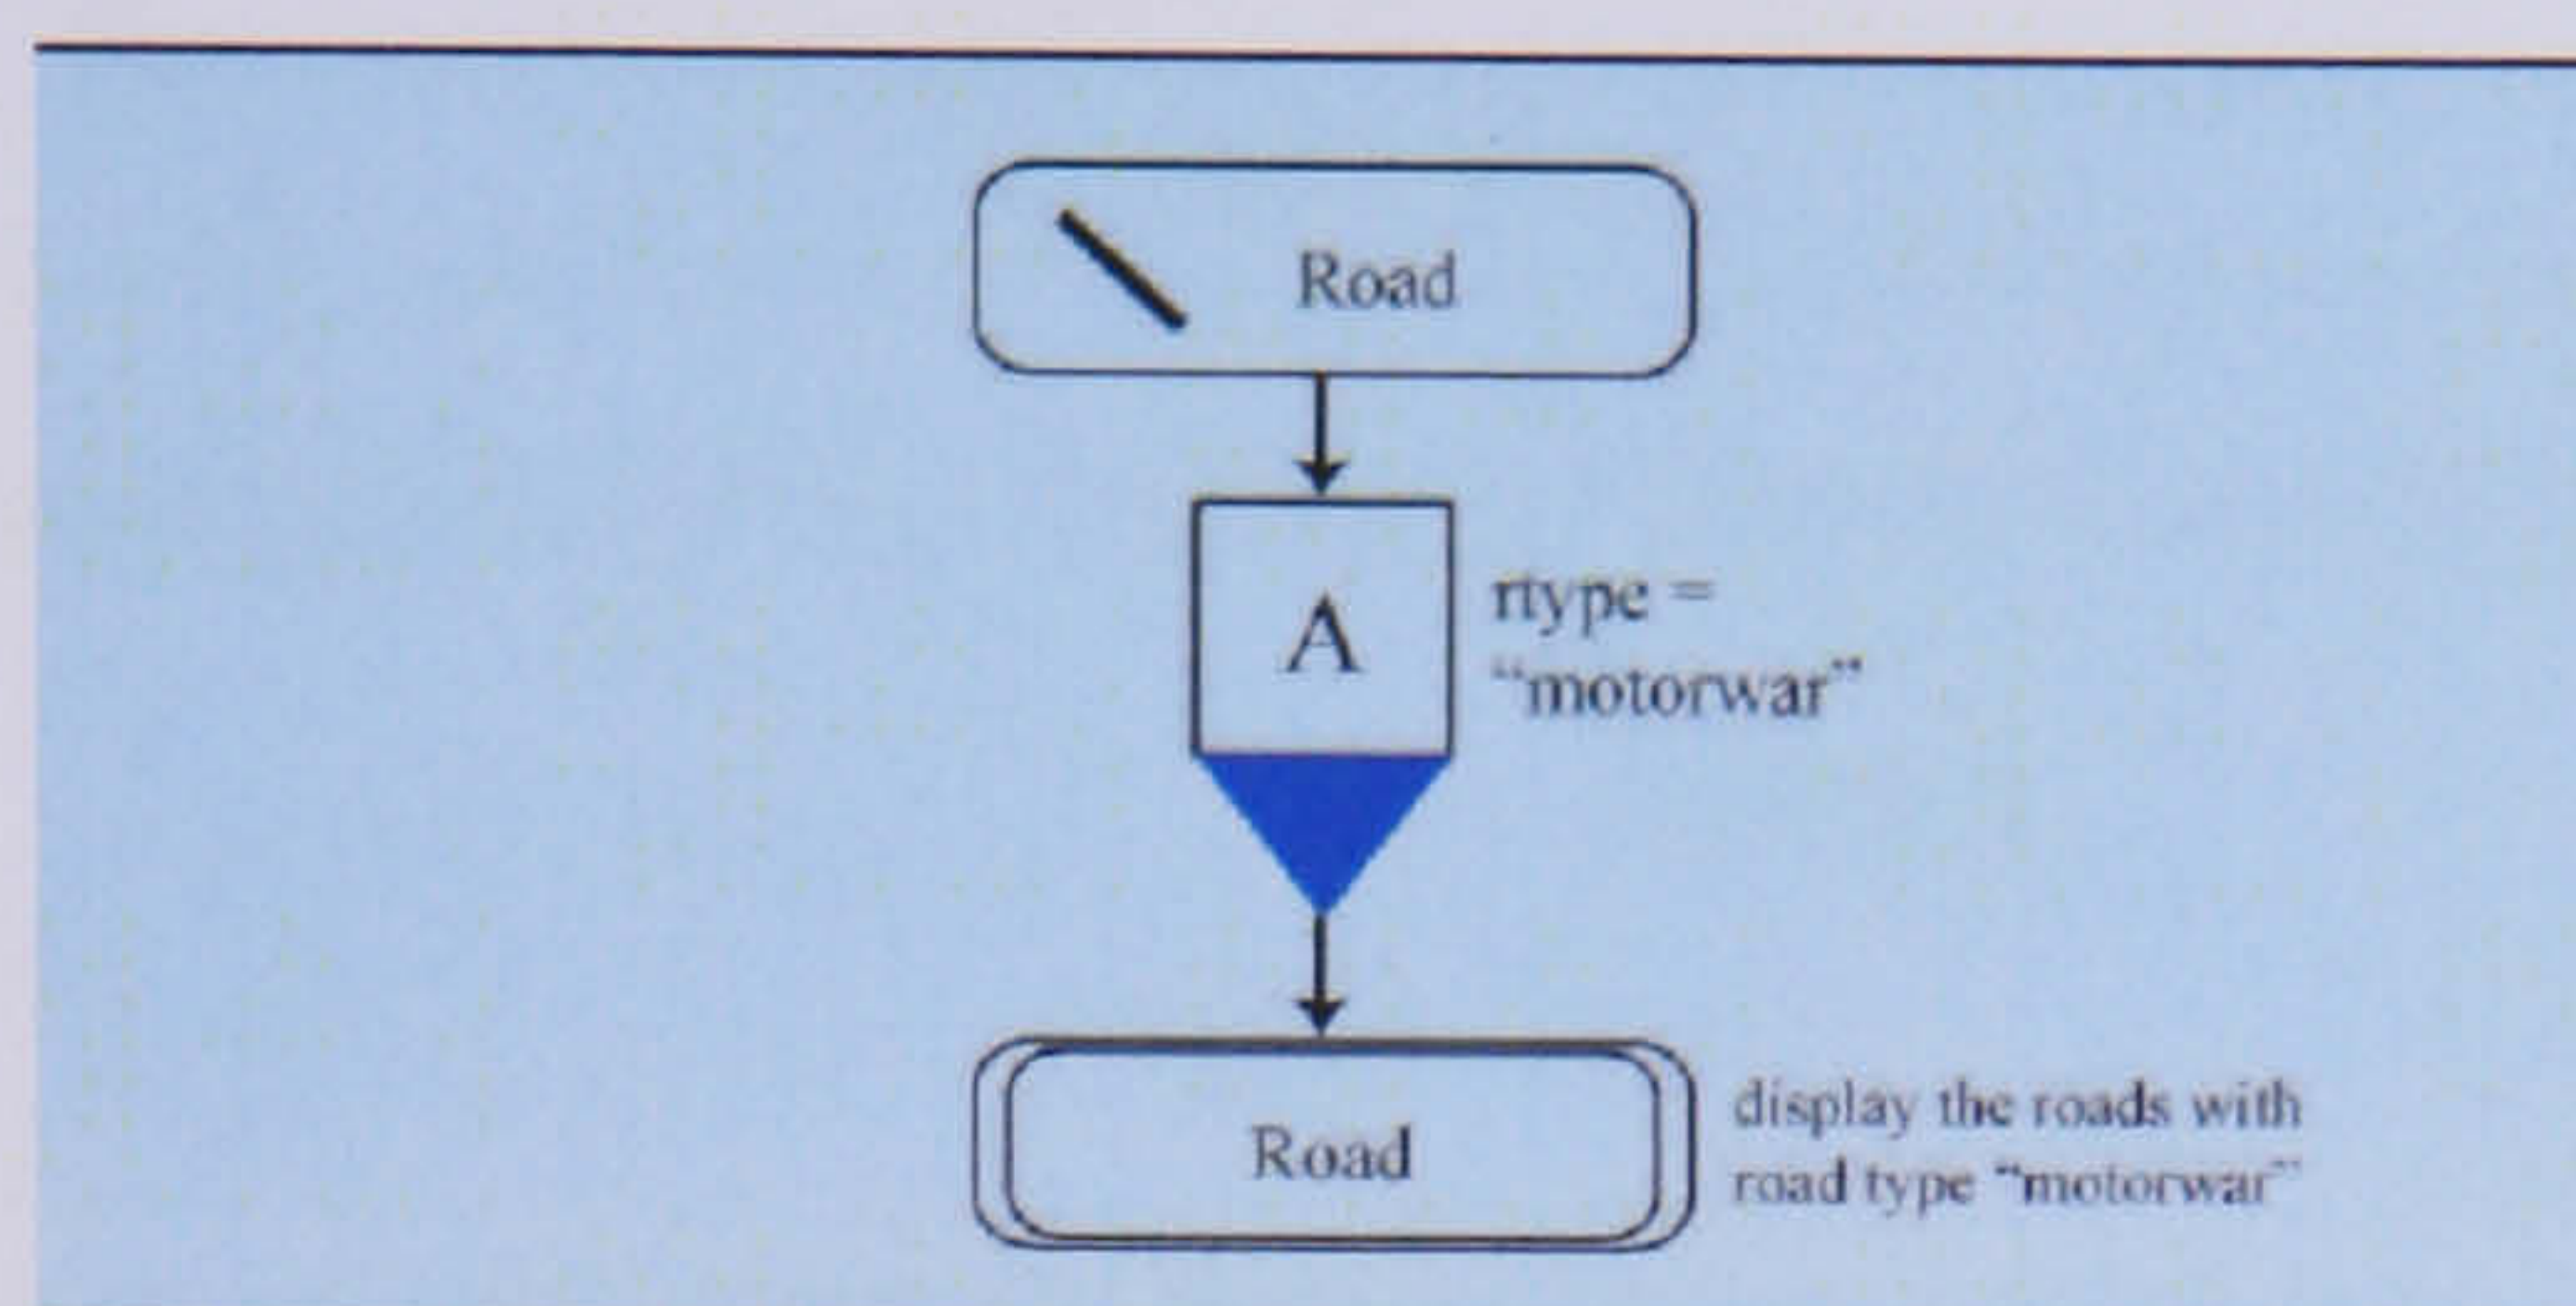 Road
A
rtype =
“motorwar”
Road
display the roads with
road type “motorwar”